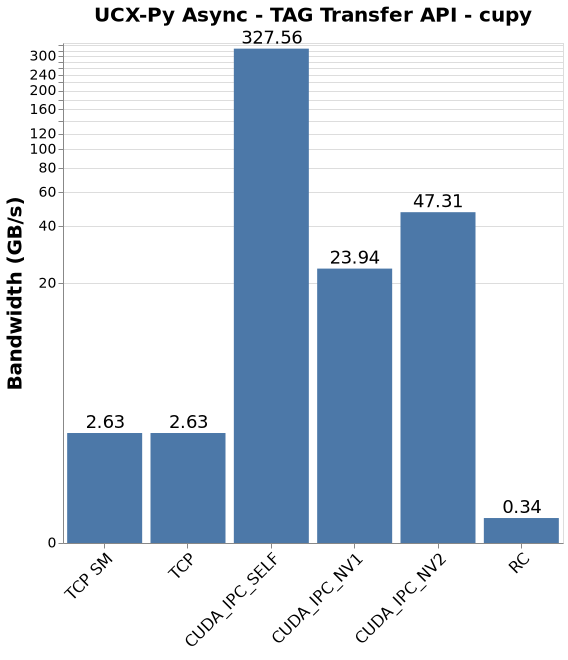 UCX-Py Async - TAG Transfer API - cupy
Bandwidth (GB/s)
300
240
200
160
120
100
80
60
40
20
0
2.63
2.63
327.56
23.94
47.31
0.34
TCP SM
TCP
CUDA_IPC_SELF
CUDA_IPC_NV1
CUDA_IPC_NV2
RC